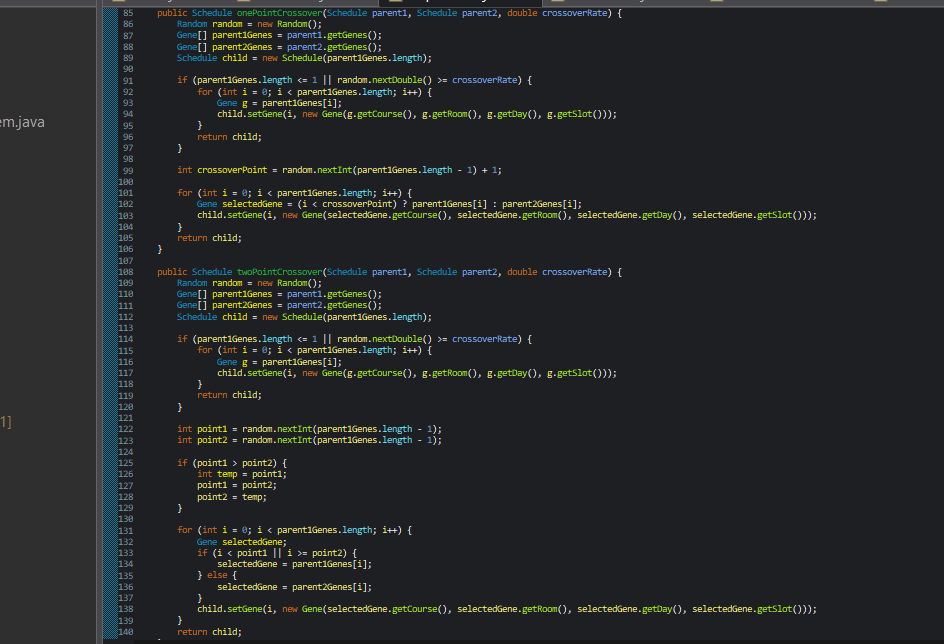 85 public Schedule onePointCrossover(Schedule parent1, Schedule parent2, double crossoverRate) {
86 Random random = new Random();
87 Gene[] parent1Genes = parent1.getGenes();
88 Gene[] parent2Genes = parent2.getGenes();
89 Schedule child = new Schedule(parent1Genes.length);
90
91 if (parent1Genes.length <= 1 || random.nextDouble() >= crossoverRate) {
92 for (int i = 0; i < parent1Genes.length; i++) {
93 Gene g = parent1Genes[i];
94 child.setGene(i, new Gene(g.getCourse(), g.getRoom(), g.getDay(), g.getSlot()));
em.java
95 }
96 return child;
97 }
98
99 int crossoverPoint = random.nextInt(parent1Genes.length - 1) + 1;
100
101 for (int i = 0; i < parent1Genes.length; i++) {
102 Gene selectedGene = (i < crossoverPoint) ? parent1Genes[i] : parent2Genes[i];
103 child.setGene(i, new Gene(selectedGene.getCourse(), selectedGene.getRoom(), selectedGene.getDay(), selectedGene.getSlot()));
104 }
105 return child;
106 }
107
108 public Schedule twoPointCrossover(Schedule parent1, Schedule parent2, double crossoverRate) {
109 Random random = new Random();
110 Gene[] parent1Genes = parent1.getGenes();
111 Gene[] parent2Genes = parent2.getGenes();
112 Schedule child = new Schedule(parent1Genes.length);
113
114 if (parent1Genes.length <= 1 || random.nextDouble() >= crossoverRate) {
115 for (int i = 0; i < parent1Genes.length; i++) {
116 Gene g = parent1Genes[i];
117 child.setGene(i, new Gene(g.getCourse(), g.getRoom(), g.getDay(), g.getSlot()));
118 }
119 return child;
120 }
121
1]
122 int point1 = random.nextInt(parent1Genes.length - 1);
123 int point2 = random.nextInt(parent1Genes.length - 1);
124
125 if (point1 > point2) {
126 int temp = point1;
127 point1 = point2;
128 point2 = temp;
129 }
130
131 for (int i = 0; i < parent1Genes.length; i++) {
132 Gene selectedGene;
133 if (i < point1 || i >= point2) {
134 selectedGene = parent1Genes[i];
135 } else {
136 selectedGene = parent2Genes[i];
137 }
138 child.setGene(i, new Gene(selectedGene.getCourse(), selectedGene.getRoom(), selectedGene.getDay(), selectedGene.getSlot()));
139 }
140 return child;